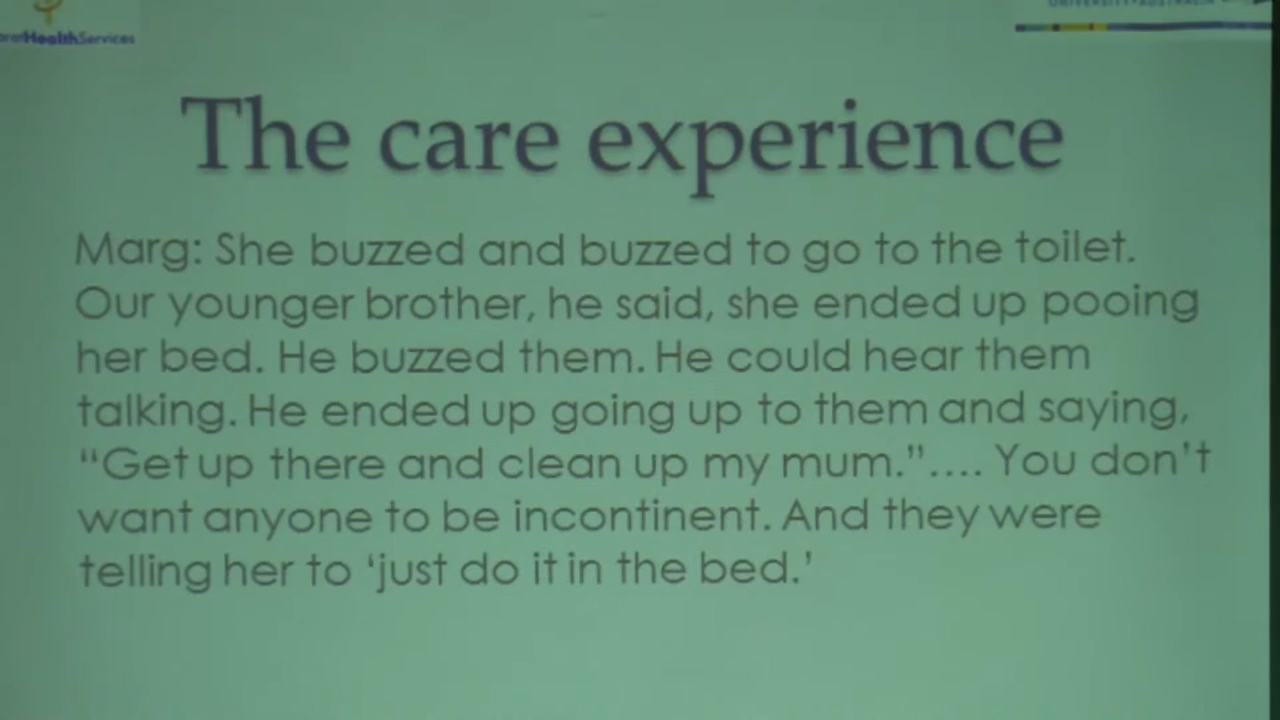 HealthServices
The care experience
Marg: She buzzed and buzzed to go to the toilet.
Our younger brother, he said, she ended up pooing
her bed. He buzzed them. He could hear them
talking. He ended up going up to them and saying,
“Get up there and clean up my mum.”.... You don’t
want anyone to be incontinent. And they were
telling her to ‘just do it in the bed.’